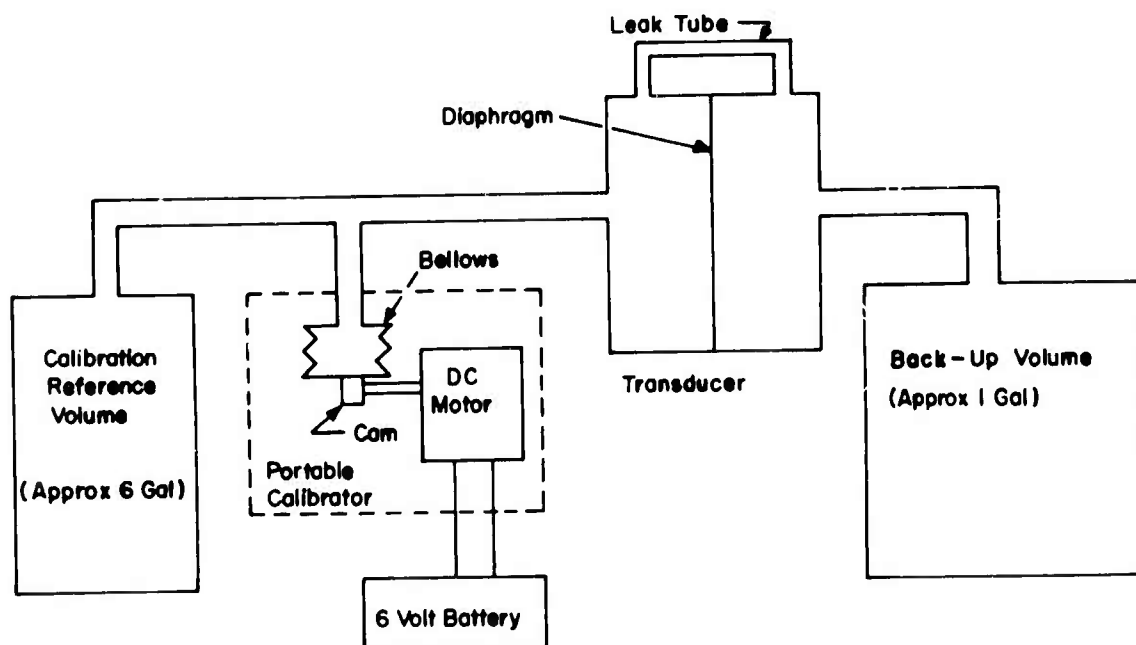 Leak Tube
Diaphragm
Bellows
Calibration
Reference
Volume
(Approx 6 Gal)
DC
Motor
Cam
Portable
Calibrator
6 Volt Battery
Transducer
Back-Up Volume
(Approx 1 Gal)